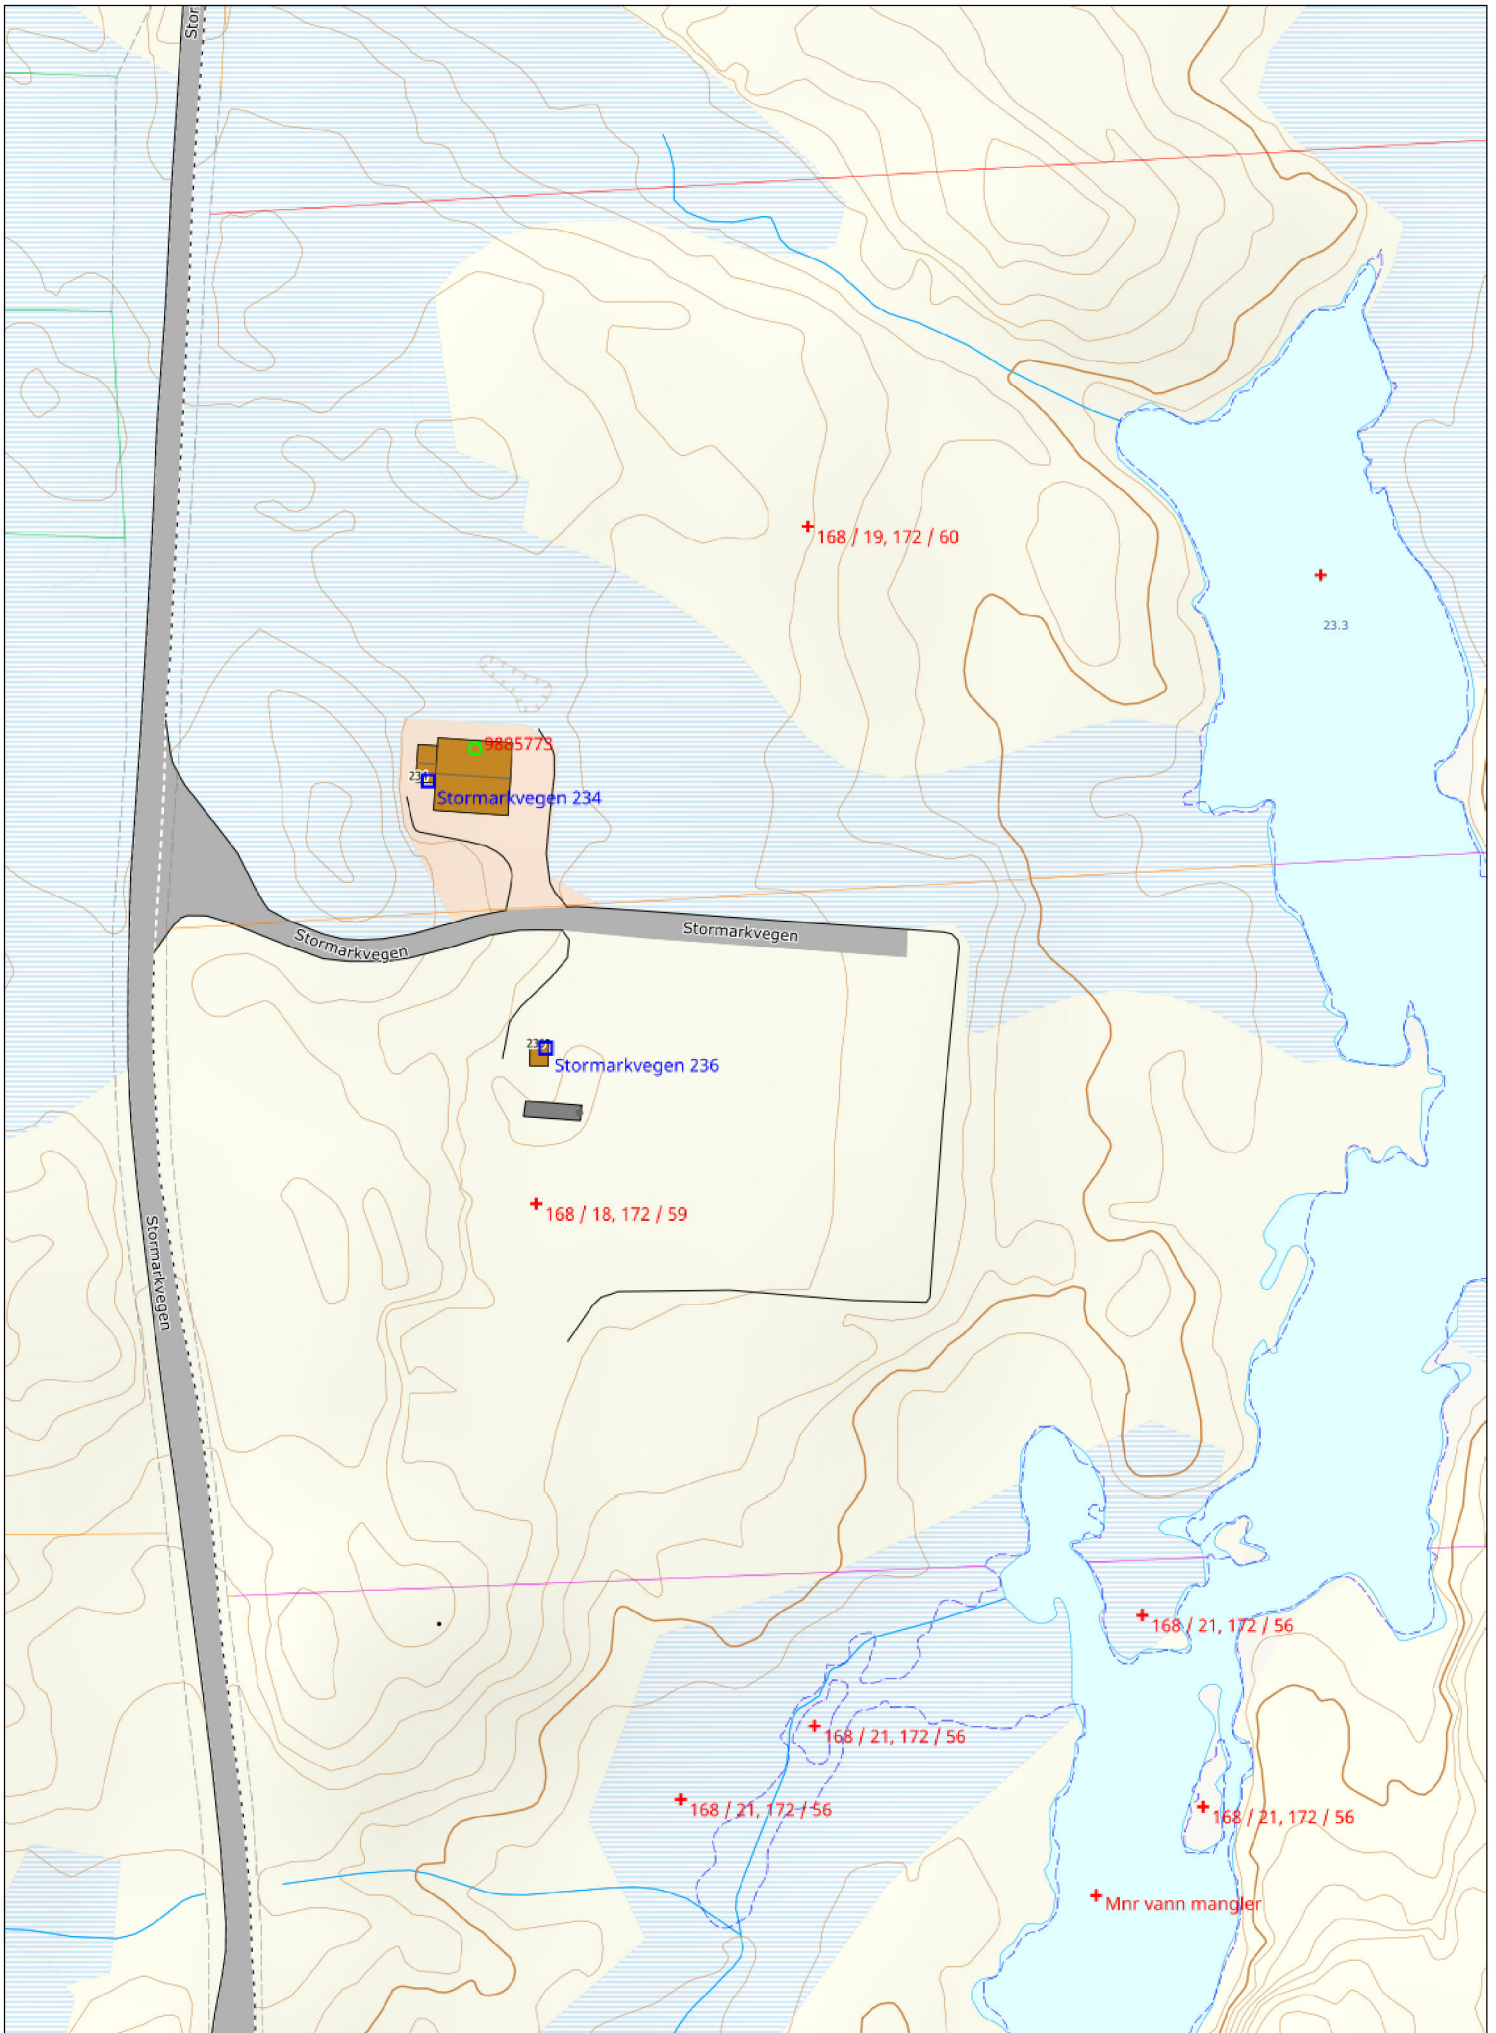 Stor
168 / 19, 172 / 60
23.3
9885773
234
Stormarkvegen 234
Stormarkvegen
Stormarkvegen
Stormarkvegen 236
168 / 18, 172 / 59
Stormarkvegen
168 / 21, 172 / 56
168 / 21, 172 / 56
168 / 21, 172 / 56
168 / 21, 172 / 56
Mnr vann mangler